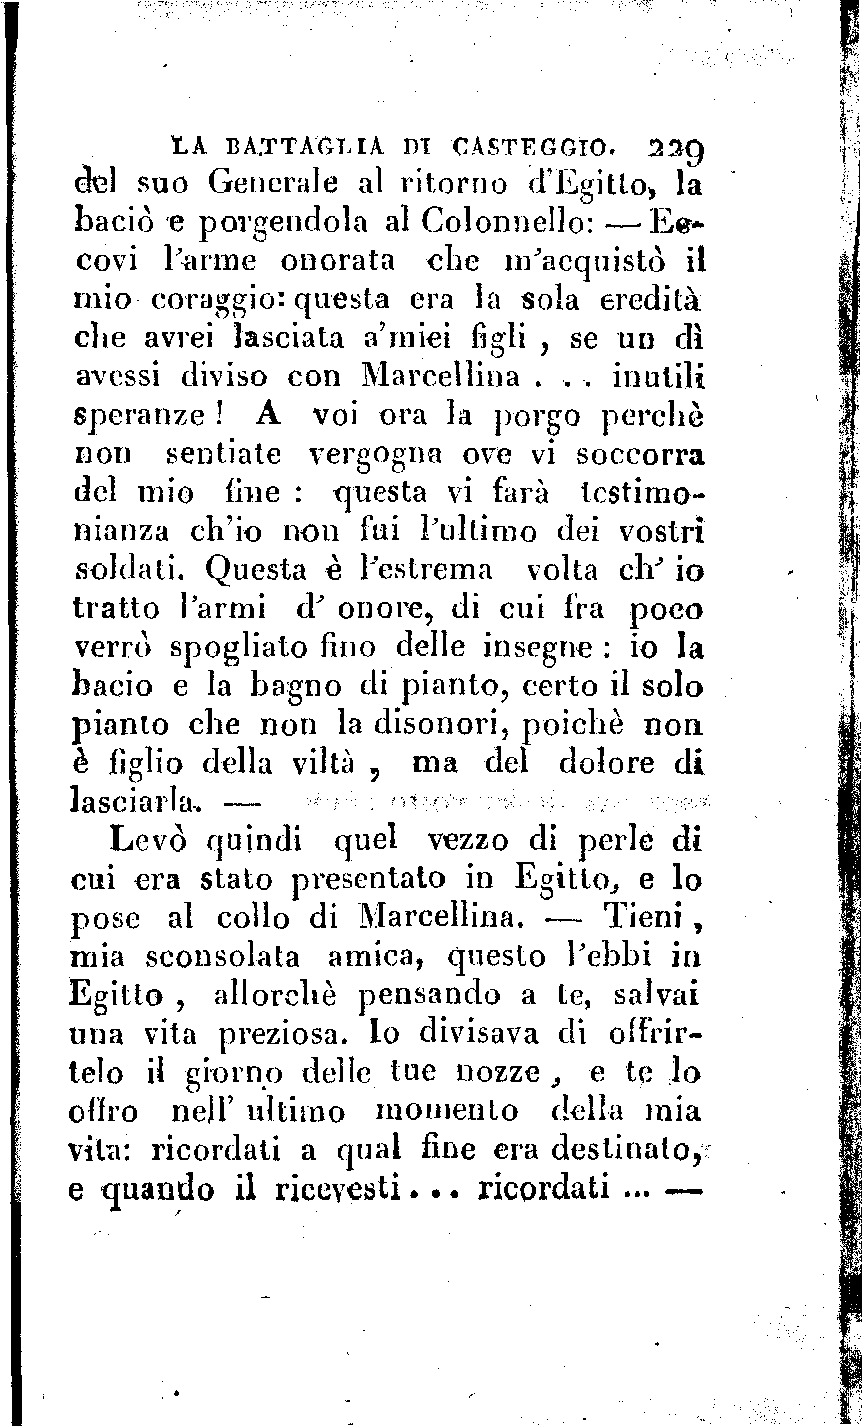 LA BATTAGLIA DI CASTEGGIO. 229
del suo Generale al ritorno d'Egitto, la
baciò e porgendola al Colonnello: — Ec-
covi l'arme onorata che m'acquistò il
mio coraggio: questa era la sola eredità
che avrei lasciata a'miei figli , se un dì
avessi diviso con Marcellina . . . inutili
speranze ! A voi ora la porgo perchè
non sentiate vergogna ove vi soccorra
del mio fine : questa vi farà testimo-
nianza ch'io non fui l'ultimo dei vostri
soldati. Questa è l'estrema volta ch' io
tratto l'armi d' onore, di cui fra poco
verrò spogliato fino delle insegne : io la
bacio e la bagno di pianto, certo il solo
pianto che non la disonori, poichè non
è figlio della viltà , ma del dolore di
lasciarla. —
Levò quindi quel vezzo di perle di
cui era stato presentato in Egitto, e lo
pose al collo di Marcellina. — Tieni ,
mia sconsolata amica, questo l'ebbi in
Egitto , allorchè pensando a te, salvai
una vita preziosa. Io divisava di offrir-
telo il giorno delle tue nozze , e te lo
offro nell' ultimo momento della mia
vita: ricordati a qual fine era destinato,
e quando il ricevesti... ricordati ... —